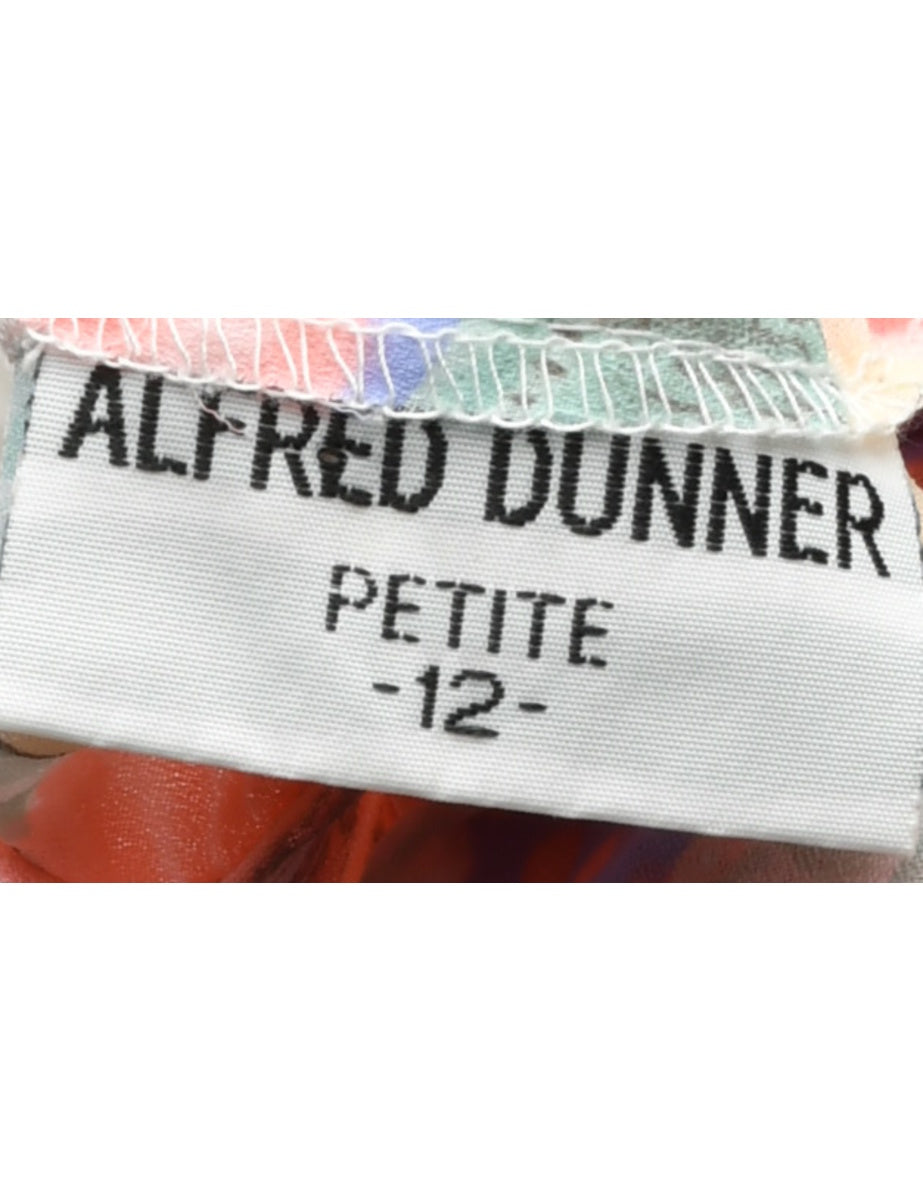 ALFRED DUNNER
PETITE
-12-